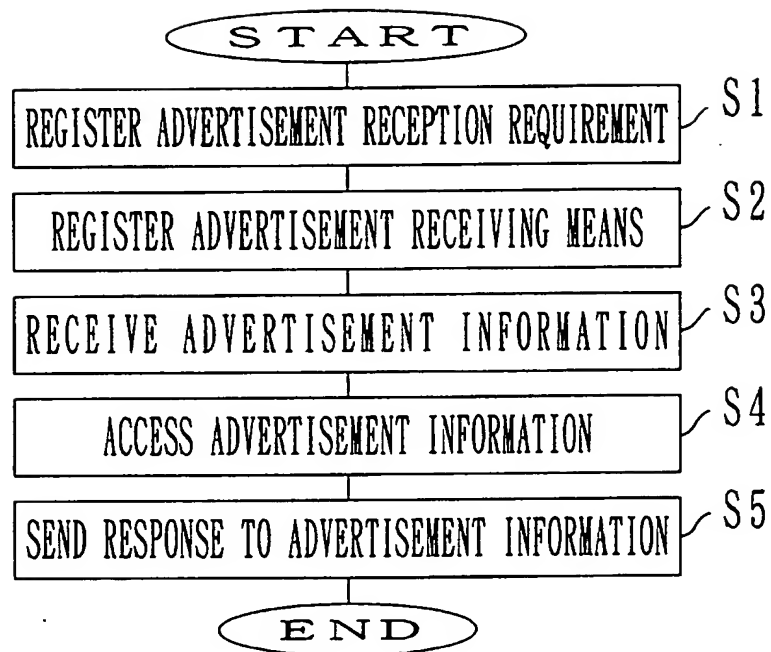 START
REGISTER ADVERTISEMENT RECEPTION REQUIREMENT
S1
REGISTER ADVERTISEMENT RECEIVING MEANS
S2
RECEIVE ADVERTISEMENT INFORMATION
S3
ACCESS ADVERTISEMENT INFORMATION
S4
SEND RESPONSE TO ADVERTISEMENT INFORMATION
S5
END